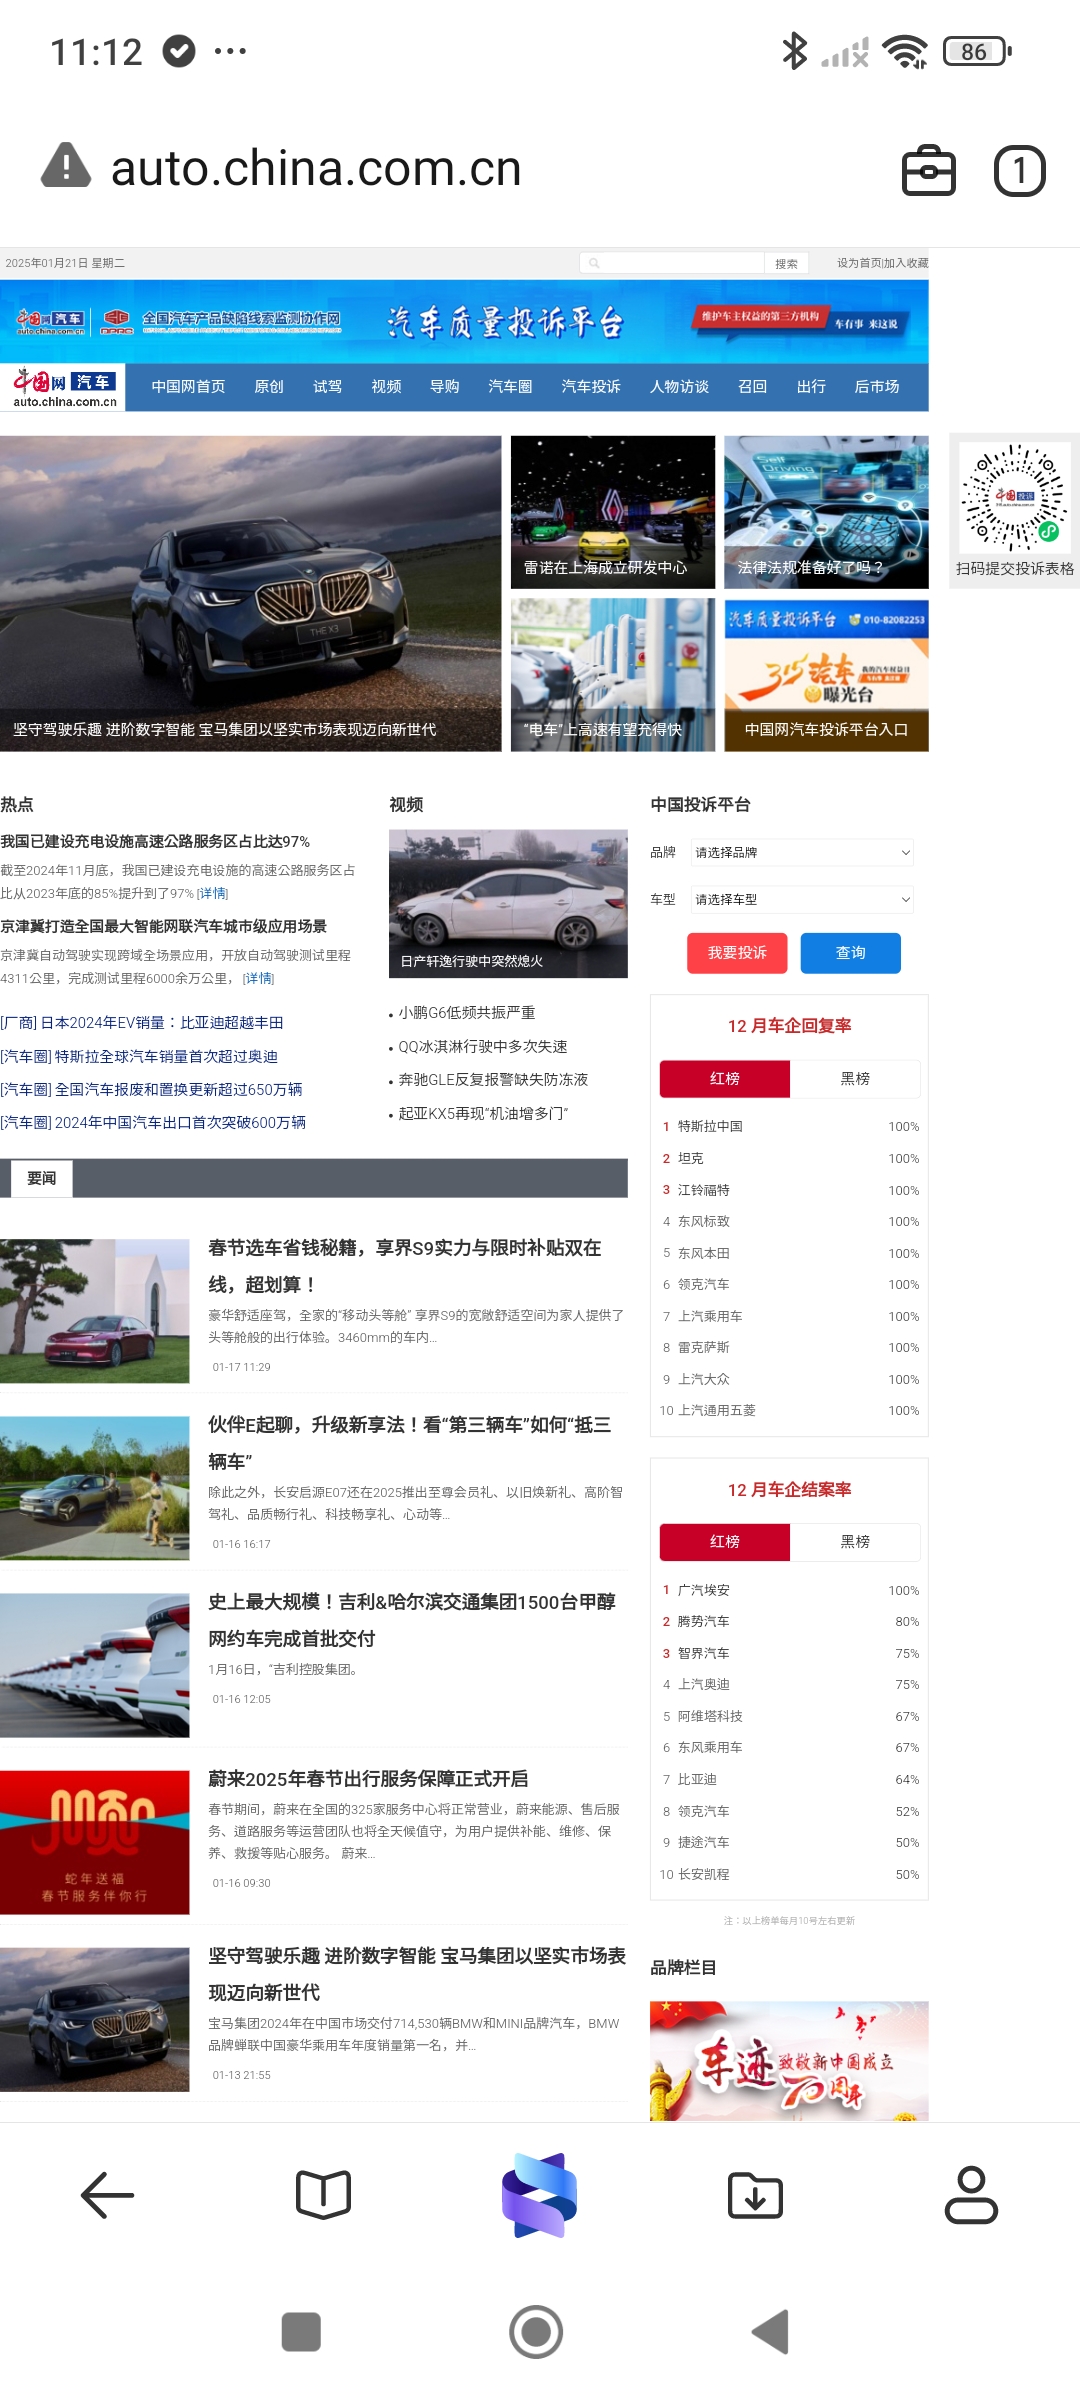 11:12
86
auto.china.com.cn
1
2025年01月21日 星期二
搜索
设为首页|加入收藏
中国网 汽车
auto.china.com.cn
全国汽车产品缺陷线索监测协作网
汽车质量投诉平台
维护车主权益的第三方机构
车有事 来这说
中国网 汽车
auto.china.com.cn
中国网首页 原创 试驾 视频 导购 汽车圈 汽车投诉 人物访谈 召回 出行 后市场
THE X3
坚守驾驶乐趣 进阶数字智能 宝马集团以坚实市场表现迈向新世代
雷诺在上海成立研发中心
Self
Driving
法律法规准备好了吗？
“电车”上高速有望充得快
汽车质量投诉平台 010-82082253
315汽车
我的汽车权益日
曝光台
中国网汽车投诉平台入口
扫码提交投诉表格
热点
我国已建设充电设施高速公路服务区占比达97%
截至2024年11月底，我国已建设充电设施的高速公路服务区占
比从2023年底的85%提升到了97% [详情]
京津冀打造全国最大智能网联汽车城市级应用场景
京津冀自动驾驶实现跨域全场景应用，开放自动驾驶测试里程
4311公里，完成测试里程6000余万公里， [详情]
[厂商] 日本2024年EV销量：比亚迪超越丰田
[汽车圈] 特斯拉全球汽车销量首次超过奥迪
[汽车圈] 全国汽车报废和置换更新超过650万辆
[汽车圈] 2024年中国汽车出口首次突破600万辆
视频
日产轩逸行驶中突然熄火
小鹏G6低频共振严重
QQ冰淇淋行驶中多次失速
奔驰GLE反复报警缺失防冻液
起亚KX5再现“机油增多门”
中国投诉平台
品牌 请选择品牌
车型 请选择车型
我要投诉 查询
12 月车企回复率
红榜 黑榜
1 特斯拉中国 100%
2 坦克 100%
3 江铃福特 100%
4 东风标致 100%
5 东风本田 100%
6 领克汽车 100%
7 上汽乘用车 100%
8 雷克萨斯 100%
9 上汽大众 100%
10 上汽通用五菱 100%
12 月车企结案率
红榜 黑榜
1 广汽埃安 100%
2 腾势汽车 80%
3 智界汽车 75%
4 上汽奥迪 75%
5 阿维塔科技 67%
6 东风乘用车 67%
7 比亚迪 64%
8 领克汽车 52%
9 捷途汽车 50%
10 长安凯程 50%
注：以上榜单每月10号左右更新
品牌栏目
车迹 致敬新中国成立
70周年
要闻
春节选车省钱秘籍，享界S9实力与限时补贴双在
线，超划算！
豪华舒适座驾，全家的“移动头等舱” 享界S9的宽敞舒适空间为家人提供了
头等舱般的出行体验。3460mm的车内...
01-17 11:29
伙伴E起聊，升级新享法！看“第三辆车”如何“抵三
辆车”
除此之外，长安启源E07还在2025推出至尊会员礼、以旧焕新礼、高阶智
驾礼、品质畅行礼、科技畅享礼、心动等...
01-16 16:17
史上最大规模！吉利&哈尔滨交通集团1500台甲醇
网约车完成首批交付
1月16日，“吉利控股集团。
01-16 12:05
蛇年送福
春节服务伴你行
蔚来2025年春节出行服务保障正式开启
春节期间，蔚来在全国的325家服务中心将正常营业，蔚来能源、售后服
务、道路服务等运营团队也将全天候值守，为用户提供补能、维修、保
养、救援等贴心服务。 蔚来...
01-16 09:30
坚守驾驶乐趣 进阶数字智能 宝马集团以坚实市场表
现迈向新世代
宝马集团2024年在中国市场交付714,530辆BMW和MINI品牌汽车，BMW
品牌蝉联中国豪华乘用车年度销量第一名，并...
01-13 21:55